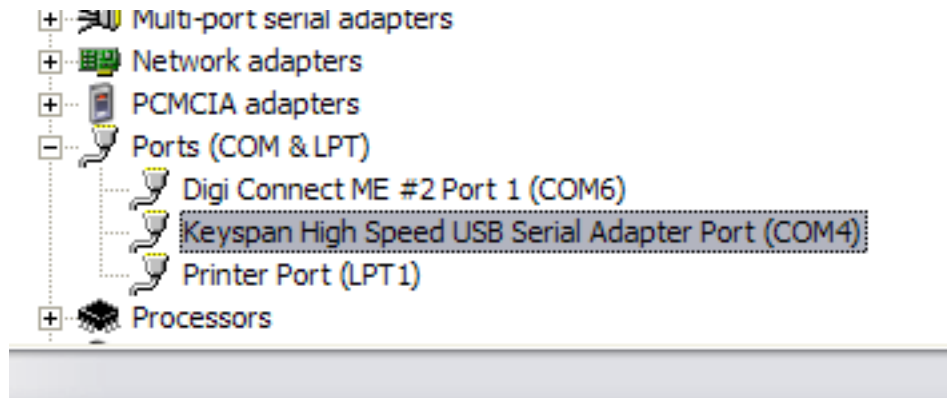 Multi-port serial adapters
Network adapters
PCMCIA adapters
Ports (COM & LPT)
Digi Connect ME #2 Port 1 (COM6)
Keyspan High Speed USB Serial Adapter Port (COM4)
Printer Port (LPT1)
Processors